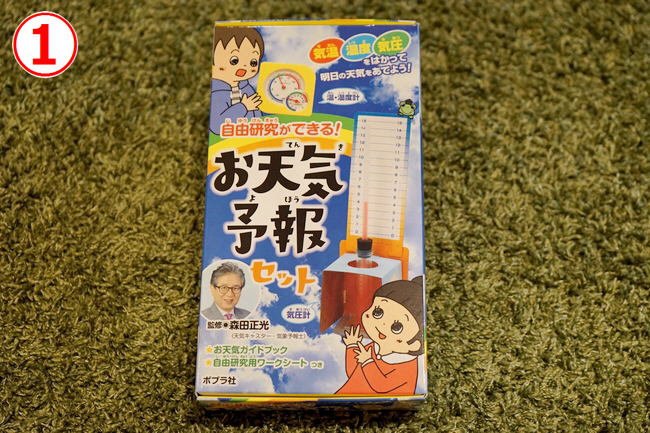 1
気温 湿度 気圧
をはかって
明日の天気をあてよう!
温・湿度計
自由研究ができる!
お天気
予報
セット
気圧計
監修●森田正光
(天気キャスター・気象予報士)
★お天気ガイドブック
★自由研究用ワークシート つき
ポプラ社